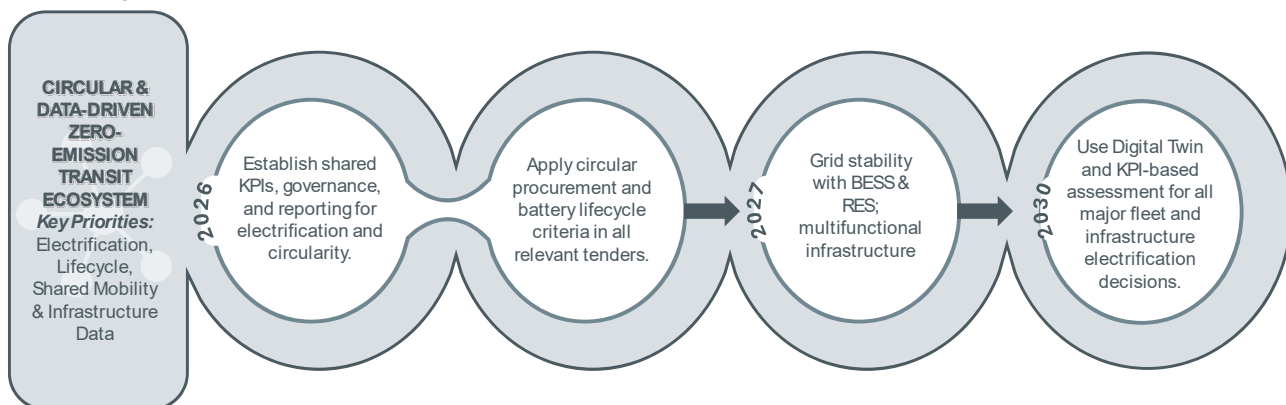 CIRCULAR &
DATA-DRIVEN
ZERO-
EMISSION
TRANSIT
ECOSYSTEM
Key Priorities:
Electrification,
Lifecycle,
Shared Mobility
& Infrastructure
Data
2026
Establish shared
KPIs, governance,
and reporting for
electrification and
circularity.
Apply circular
procurement and
battery lifecycle
criteria in all
relevant tenders.
2027
Grid stability
with BESS &
RES;
multifunctional
infrastructure
2030
Use Digital Twin
and KPI-based
assessment for all
major fleet and
infrastructure
electrification
decisions.